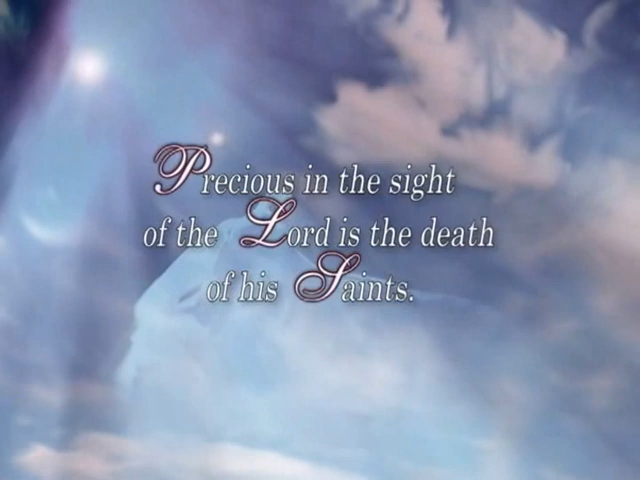 Precious in the sight
of the Lord is the death
of his Saints.